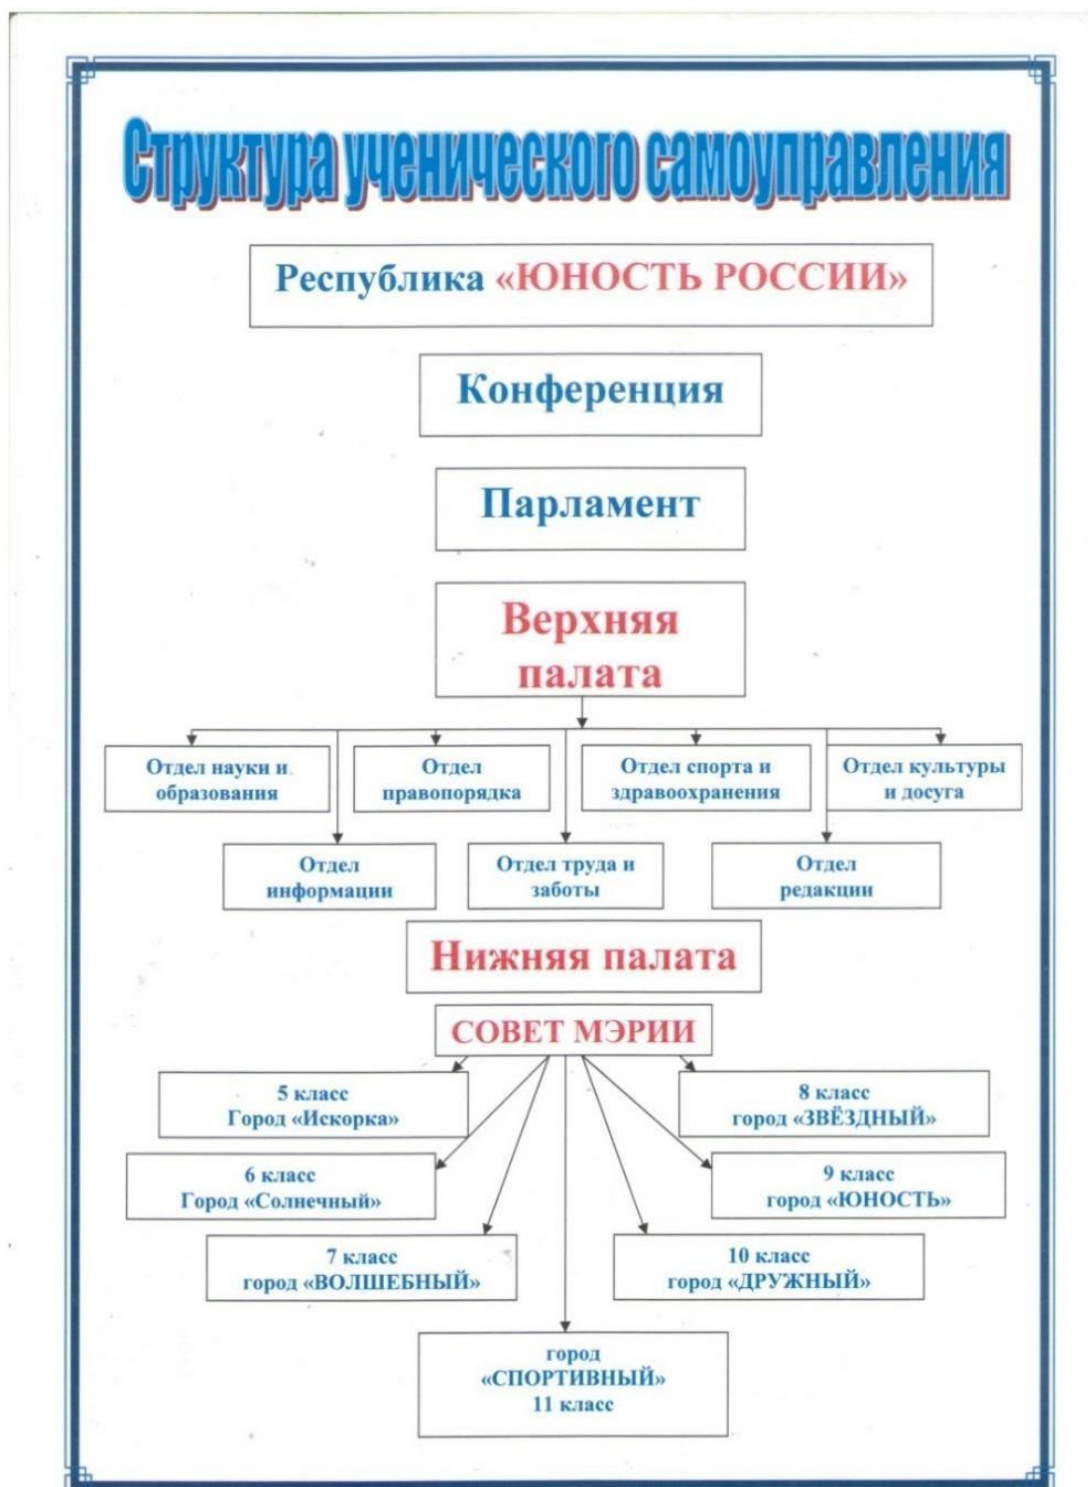 Структура ученического самоуправления
Республика «ЮНОСТЬ РОССИИ»
Конференция
Парламент
Верхняя
палата
Отдел науки и
образования
Отдел
правопорядка
Отдел спорта и
здравоохранения
Отдел культуры
и досуга
Отдел
информации
Отдел труда и
заботы
Отдел
редакции
Нижняя палата
СОВЕТ МЭРИИ
5 класс
Город «Искорка»
8 класс
город «ЗВЁЗДНЫЙ»
6 класс
Город «Солнечный»
9 класс
город «ЮНОСТЬ»
7 класс
город «ВОЛШЕБНЫЙ»
10 класс
город «ДРУЖНЫЙ»
город
«СПОРТИВНЫЙ»
11 класс